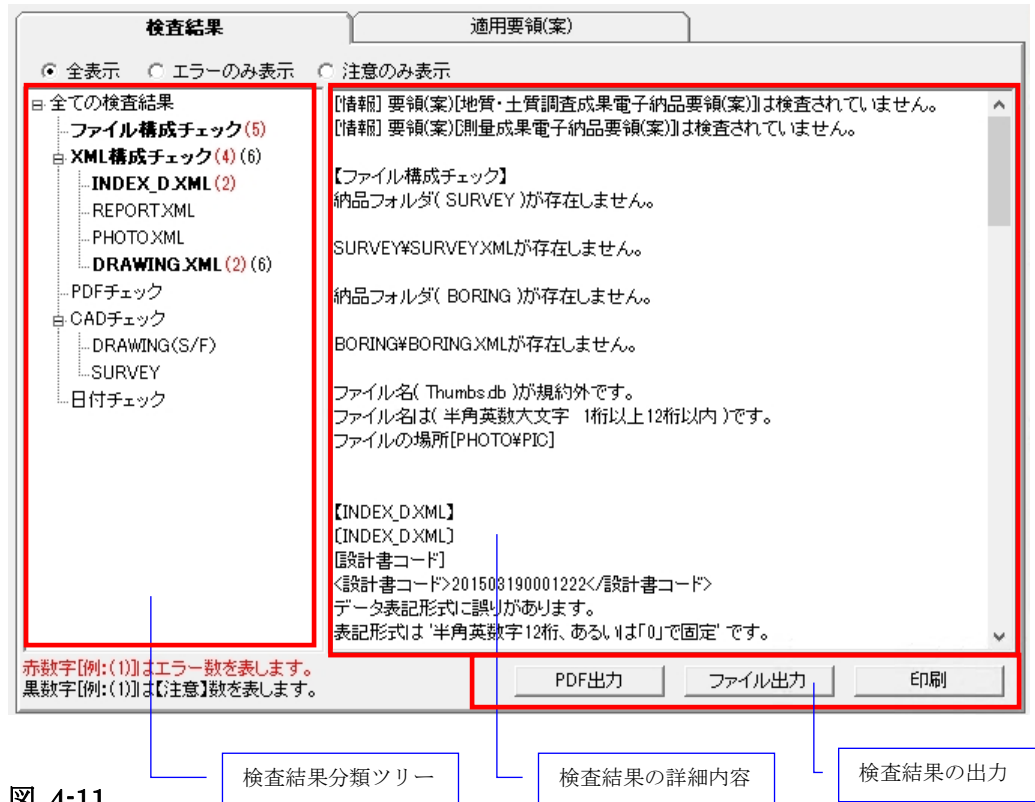 検査結果
適用要領(案)
全表示 エラーのみ表示 注意のみ表示
全ての検査結果
ファイル構成チェック(5)
XML構成チェック(4)(6)
INDEX_D.XML(2)
REPORT.XML
PHOTO.XML
DRAWING.XML(2)(6)
PDFチェック
CADチェック
DRAWING(S/F)
SURVEY
日付チェック
[情報] 要領(案)[地質・土質調査成果電子納品要領(案)]は検査されていません。
[情報] 要領(案)[測量成果電子納品要領(案)]は検査されていません。
【ファイル構成チェック】
納品フォルダ( SURVEY )が存在しません。
SURVEY¥SURVEY.XMLが存在しません。
納品フォルダ( BORING )が存在しません。
BORING¥BORING.XMLが存在しません。
ファイル名( Thumbs.db )が規約外です。
ファイル名は( 半角英数大文字 1桁以上12桁以内 )です。
ファイルの場所[PHOTO¥PIC]
【INDEX_D.XML】
〔INDEX_D.XML〕
[設計書コード]
<設計書コード>201503190001222</設計書コード>
データ表記形式に誤りがあります。
表記形式は '半角英数字12桁、あるいは「0」で固定' です。
赤数字[例:(1)]はエラー数を表します。
黒数字[例:(1)]は【注意】数を表します。
PDF出力 ファイル出力 印刷
検査結果分類ツリー
検査結果の詳細内容
検査結果の出力
図 4-11